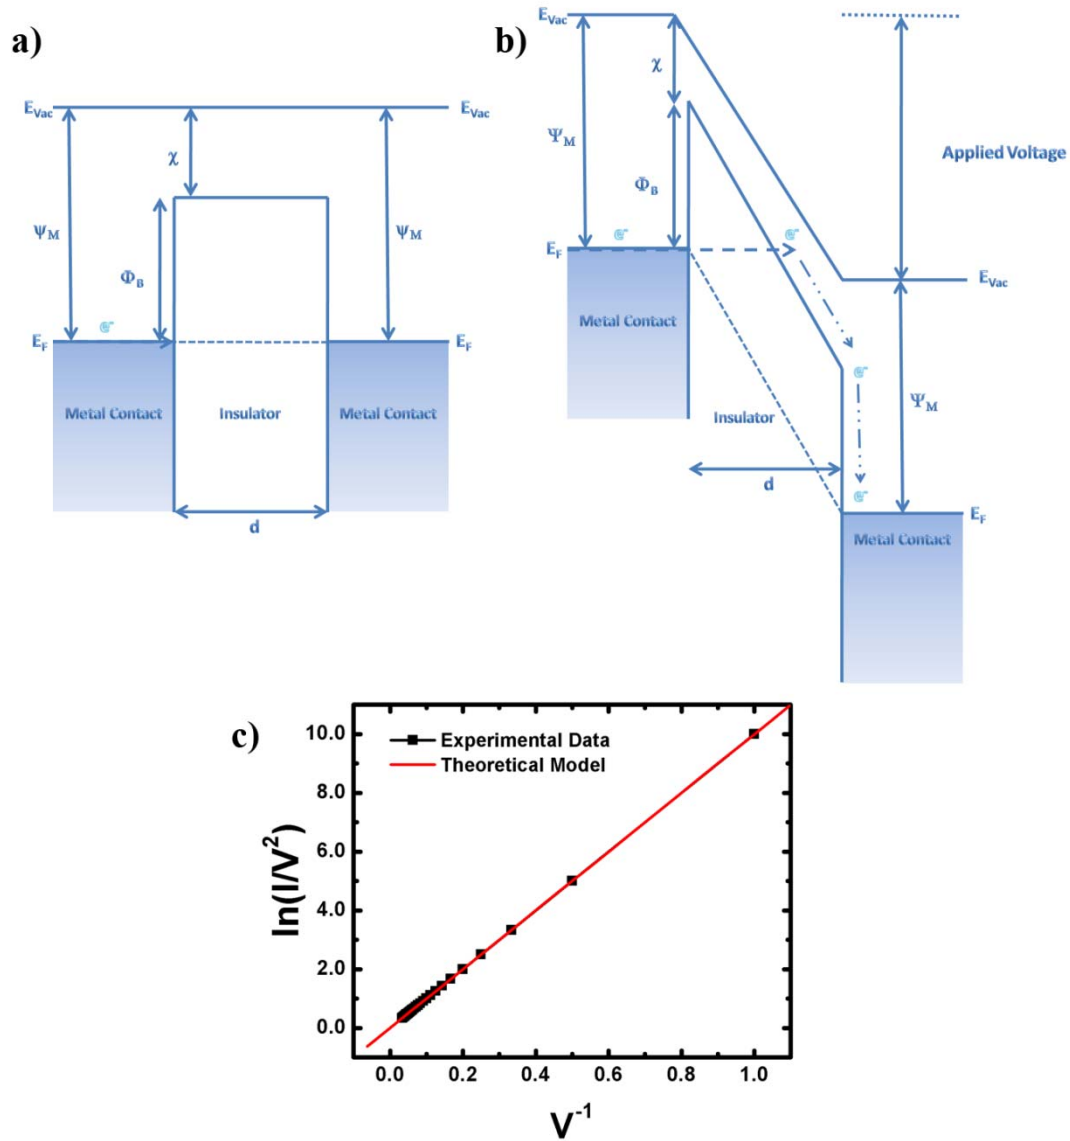 a)
E_Vac
E_Vac
χ
Ψ_M
Ψ_M
Φ_B
e⁻
E_F
E_F
Metal Contact
Insulator
Metal Contact
d
b)
E_Vac
χ
Ψ_M
Applied Voltage
Φ_B
e⁻
e⁻
E_F
E_Vac
Metal Contact
e⁻
Ψ_M
Insulator
d
e⁻
E_F
Metal Contact
c)
Experimental Data
Theoretical Model
ln(I/V²)
10.0
8.0
6.0
4.0
2.0
0.0
0.0 0.2 0.4 0.6 0.8 1.0
V⁻¹